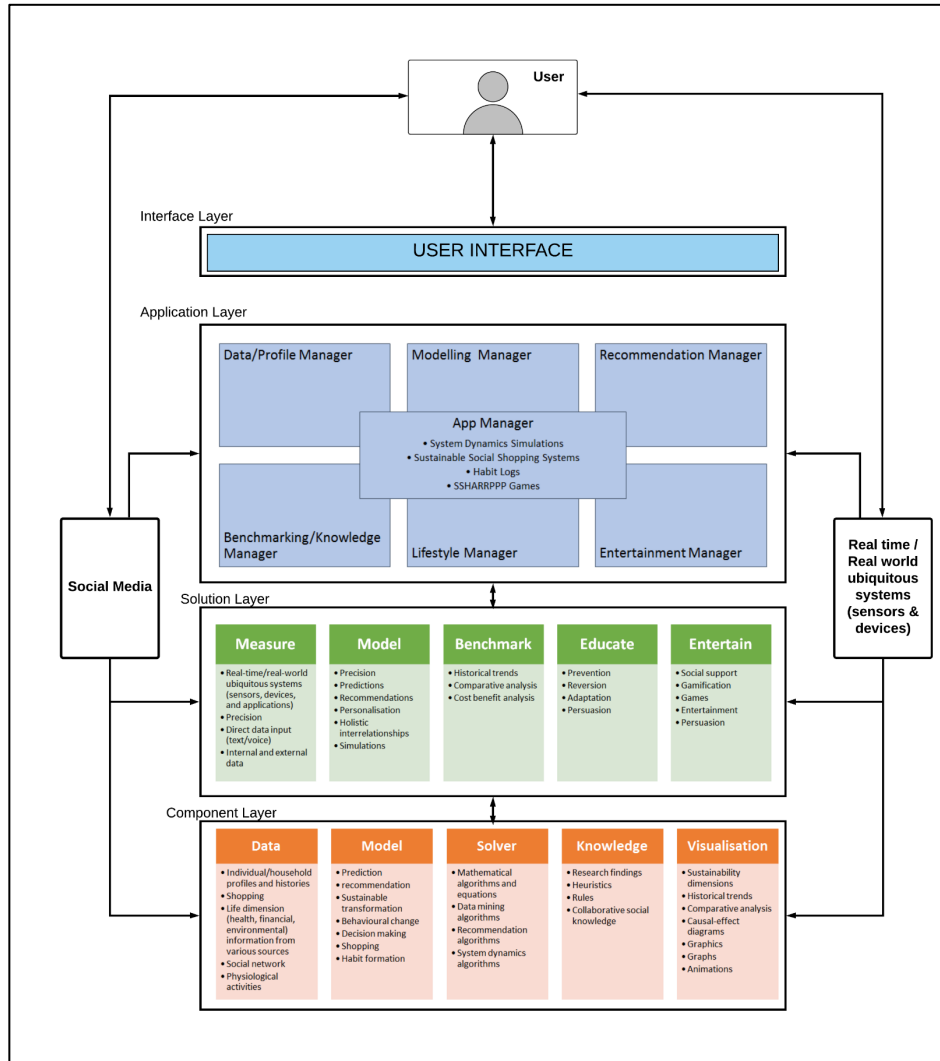 User
Interface Layer
USER INTERFACE
Application Layer
Data/Profile Manager
Modelling Manager
Recommendation Manager
App Manager
• System Dynamics Simulations
• Sustainable Social Shopping Systems
• Habit Logs
• SSHARRPPP Games
Benchmarking/Knowledge
Manager
Lifestyle Manager
Entertainment Manager
Social Media
Real time /
Real world
ubiquitous
systems
(sensors &
devices)
Solution Layer
Measure
• Real-time/real-world
ubiquitous systems
(sensors, devices,
and applications)
• Precision
• Direct data input
(text/voice)
• Internal and external
data
Model
• Precision
• Predictions
• Recommendations
• Personalisation
• Holistic
interrelationships
• Simulations
Benchmark
• Historical trends
• Comparative analysis
• Cost benefit analysis
Educate
• Prevention
• Reversion
• Adaptation
• Persuasion
Entertain
• Social support
• Gamification
• Games
• Entertainment
• Persuasion
Component Layer
Data
• Individual/household
profiles and histories
• Shopping
• Life dimension
(health, financial,
environmental)
information from
various sources
• Social network
• Physiological
activities
Model
• Prediction
• recommendation
• Sustainable
transformation
• Behavioural change
• Decision making
• Shopping
• Habit formation
Solver
• Mathematical
algorithms and
equations
• Data mining
algorithms
• Recommendation
algorithms
• System dynamics
algorithms
Knowledge
• Research findings
• Heuristics
• Rules
• Collaborative social
knowledge
Visualisation
• Sustainability
dimensions
• Historical trends
• Comparative analysis
• Causal-effect
diagrams
• Graphics
• Graphs
• Animations